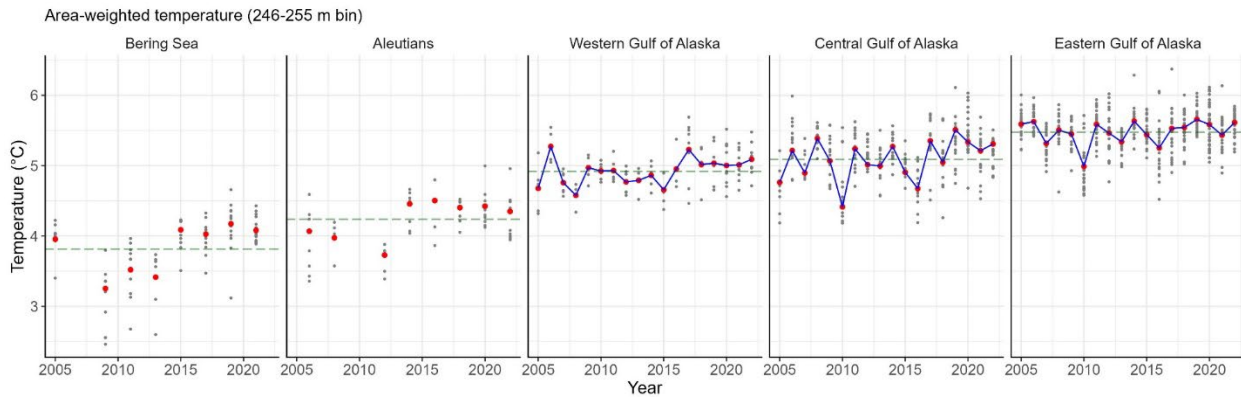 Area-weighted temperature (246-255 m bin)
Bering Sea
Aleutians
Western Gulf of Alaska
Central Gulf of Alaska
Eastern Gulf of Alaska
Temperature (°C)
6
5
4
3
2005 2010 2015 2020
2005 2010 2015 2020
2005 2010 2015 2020
2005 2010 2015 2020
2005 2010 2015 2020
Year